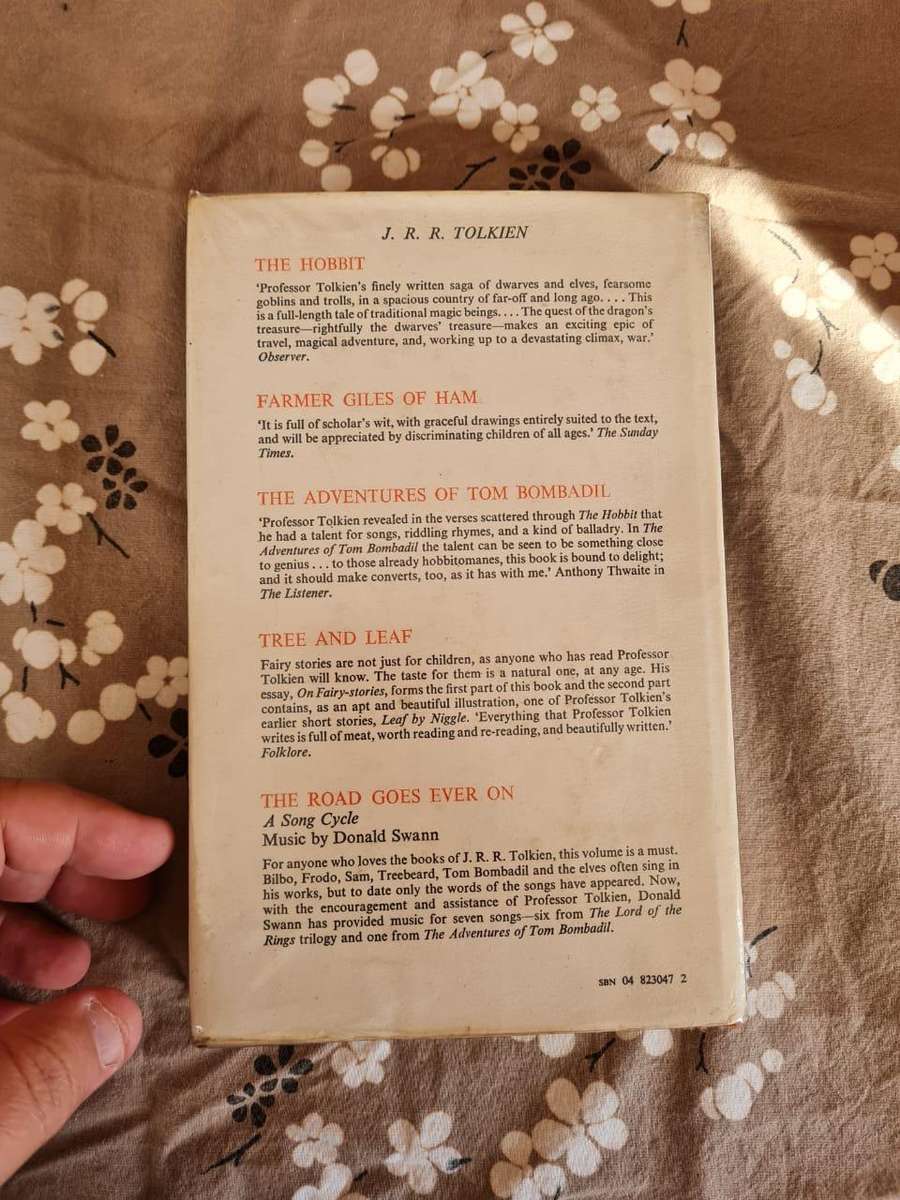 J. R. R. TOLKIEN
THE HOBBIT
‘Professor Tolkien’s finely written saga of dwarves and elves, fearsome
goblins and trolls, in a spacious country of far-off and long ago. . . . This
is a full-length tale of traditional magic beings. . . . The quest of the dragon’s
treasure—rightfully the dwarves’ treasure—makes an exciting epic of
travel, magical adventure, and, working up to a devastating climax, war.’
Observer.
FARMER GILES OF HAM
‘It is full of scholar’s wit, with graceful drawings entirely suited to the text,
and will be appreciated by discriminating children of all ages.’ The Sunday
Times.
THE ADVENTURES OF TOM BOMBADIL
‘Professor Tolkien revealed in the verses scattered through The Hobbit that
he had a talent for songs, riddling rhymes, and a kind of balladry. In The
Adventures of Tom Bombadil the talent can be seen to be something close
to genius . . . to those already hobbitomanes, this book is bound to delight;
and it should make converts, too, as it has with me.’ Anthony Thwaite in
The Listener.
TREE AND LEAF
Fairy stories are not just for children, as anyone who has read Professor
Tolkien will know. The taste for them is a natural one, at any age. His
essay, On Fairy-stories, forms the first part of this book and the second part
contains, as an apt and beautiful illustration, one of Professor Tolkien’s
earlier short stories, Leaf by Niggle. ‘Everything that Professor Tolkien
writes is full of meat, worth reading and re-reading, and beautifully written.’
Folklore.
THE ROAD GOES EVER ON
A Song Cycle
Music by Donald Swann
For anyone who loves the books of J. R. R. Tolkien, this volume is a must.
Bilbo, Frodo, Sam, Treebeard, Tom Bombadil and the elves often sing in
his works, but to date only the words of the songs have appeared. Now,
with the encouragement and assistance of Professor Tolkien, Donald
Swann has provided music for seven songs—six from The Lord of the
Rings trilogy and one from The Adventures of Tom Bombadil.
SBN 04 823047 2